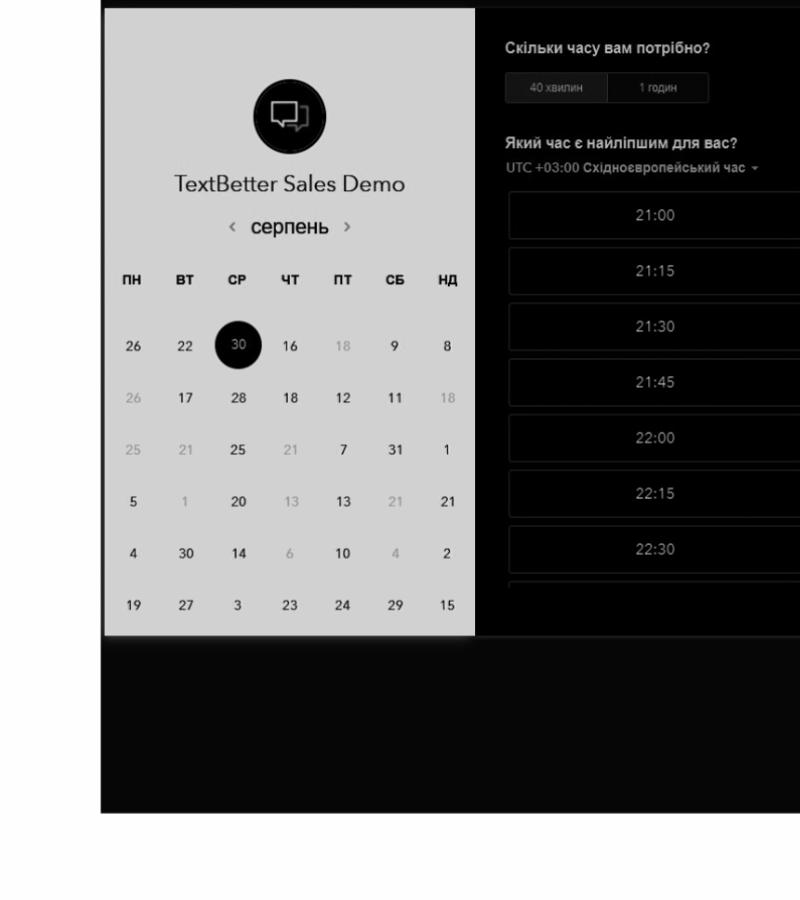 TextBetter Sales Demo
серпень
ПН ВТ СР ЧТ ПТ СБ НД
26 22 30 16 18 9 8
26 17 28 18 12 11 18
25 21 25 21 7 31 1
5 1 20 13 13 21 21
4 30 14 6 10 4 2
19 27 3 23 24 29 15
Скільки часу вам потрібно?
40 хвилин 1 годин
Який час є найліпшим для вас?
UTC +03:00 Східноєвропейський час
21:00
21:15
21:30
21:45
22:00
22:15
22:30